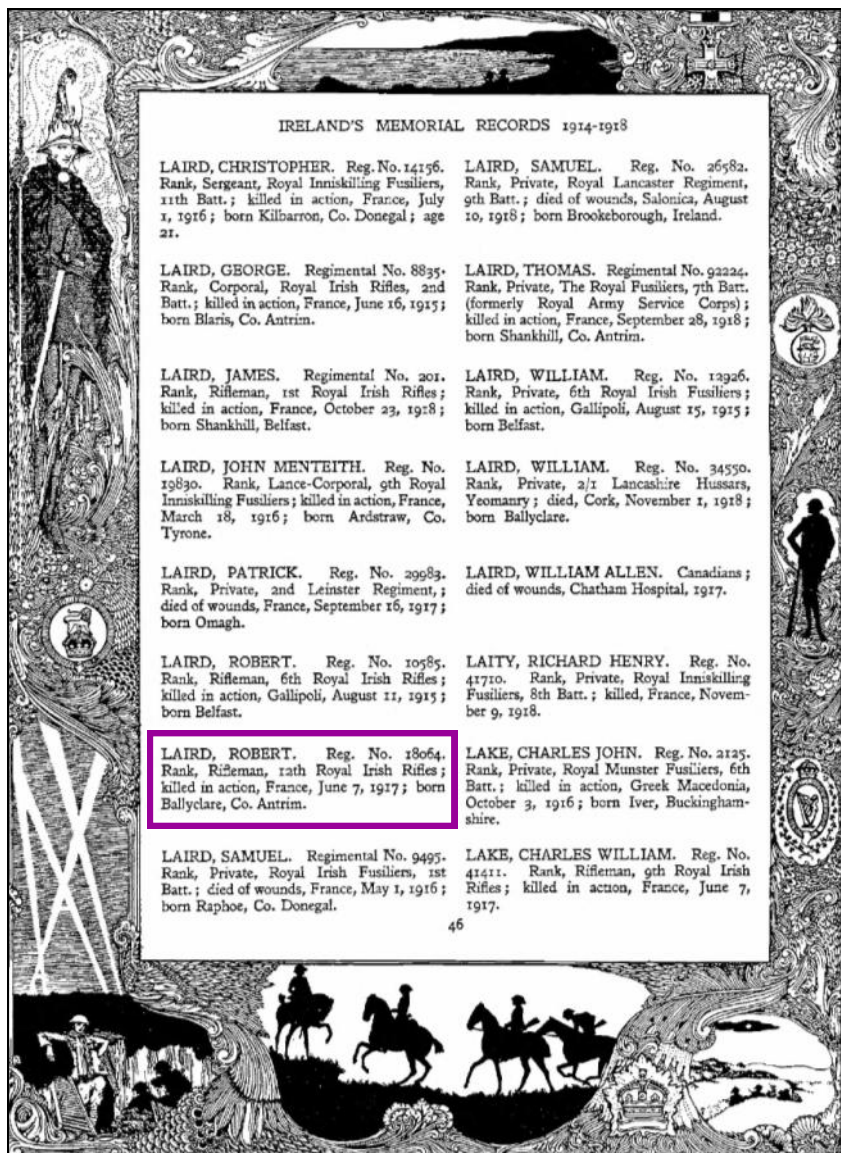 IRELAND'S MEMORIAL RECORDS 1914-1918
LAIRD, CHRISTOPHER. Reg. No. 14156.
Rank, Sergeant, Royal Inniskilling Fusiliers,
11th Batt.; killed in action, France, July
1, 1916; born Kilbarron, Co. Donegal; age
21.
LAIRD, GEORGE. Regimental No. 8835.
Rank, Corporal, Royal Irish Rifles, 2nd
Batt.; killed in action, France, June 16, 1915;
born Blaris, Co. Antrim.
LAIRD, JAMES. Regimental No. 201.
Rank, Rifleman, 1st Royal Irish Rifles;
killed in action, France, October 23, 1918;
born Shankhill, Belfast.
LAIRD, JOHN MENTEITH. Reg. No.
19830. Rank, Lance-Corporal, 9th Royal
Inniskilling Fusiliers; killed in action, France,
March 18, 1916; born Ardstraw, Co.
Tyrone.
LAIRD, PATRICK. Reg. No. 29983.
Rank, Private, 2nd Leinster Regiment,;
died of wounds, France, September 16, 1917;
born Omagh.
LAIRD, ROBERT. Reg. No. 10585.
Rank, Rifleman, 6th Royal Irish Rifles;
killed in action, Gallipoli, August 11, 1915;
born Belfast.
LAIRD, ROBERT. Reg. No. 18064.
Rank, Rifleman, 12th Royal Irish Rifles;
killed in action, France, June 7, 1917; born
Ballyclare, Co. Antrim.
LAIRD, SAMUEL. Regimental No. 9495.
Rank, Private, Royal Irish Fusiliers, 1st
Batt.; died of wounds, France, May 1, 1916;
born Raphoe, Co. Donegal.
LAIRD, SAMUEL. Reg. No. 26582.
Rank, Private, Royal Lancaster Regiment,
9th Batt.; died of wounds, Salonica, August
10, 1918; born Brookeborough, Ireland.
LAIRD, THOMAS. Regimental No. 92224.
Rank, Private, The Royal Fusiliers, 7th Batt.
(formerly Royal Army Service Corps);
killed in action, France, September 28, 1918;
born Shankhill, Co. Antrim.
LAIRD, WILLIAM. Reg. No. 12926.
Rank, Private, 6th Royal Irish Fusiliers;
killed in action, Gallipoli, August 15, 1915;
born Belfast.
LAIRD, WILLIAM. Reg. No. 34550.
Rank, Private, 2/1 Lancashire Hussars,
Yeomanry; died, Cork, November 1, 1918;
born Ballyclare.
LAIRD, WILLIAM ALLEN. Canadians;
died of wounds, Chatham Hospital, 1917.
LAITY, RICHARD HENRY. Reg. No.
41710. Rank, Private, Royal Inniskilling
Fusiliers, 8th Batt.; killed, France, Novem-
ber 9, 1918.
LAKE, CHARLES JOHN. Reg. No. 2125.
Rank, Private, Royal Munster Fusiliers, 6th
Batt.; killed in action, Greek Macedonia,
October 3, 1916; born Iver, Buckingham-
shire.
LAKE, CHARLES WILLIAM. Reg. No.
41411. Rank, Rifleman, 9th Royal Irish
Rifles; killed in action, France, June 7,
1917.
46